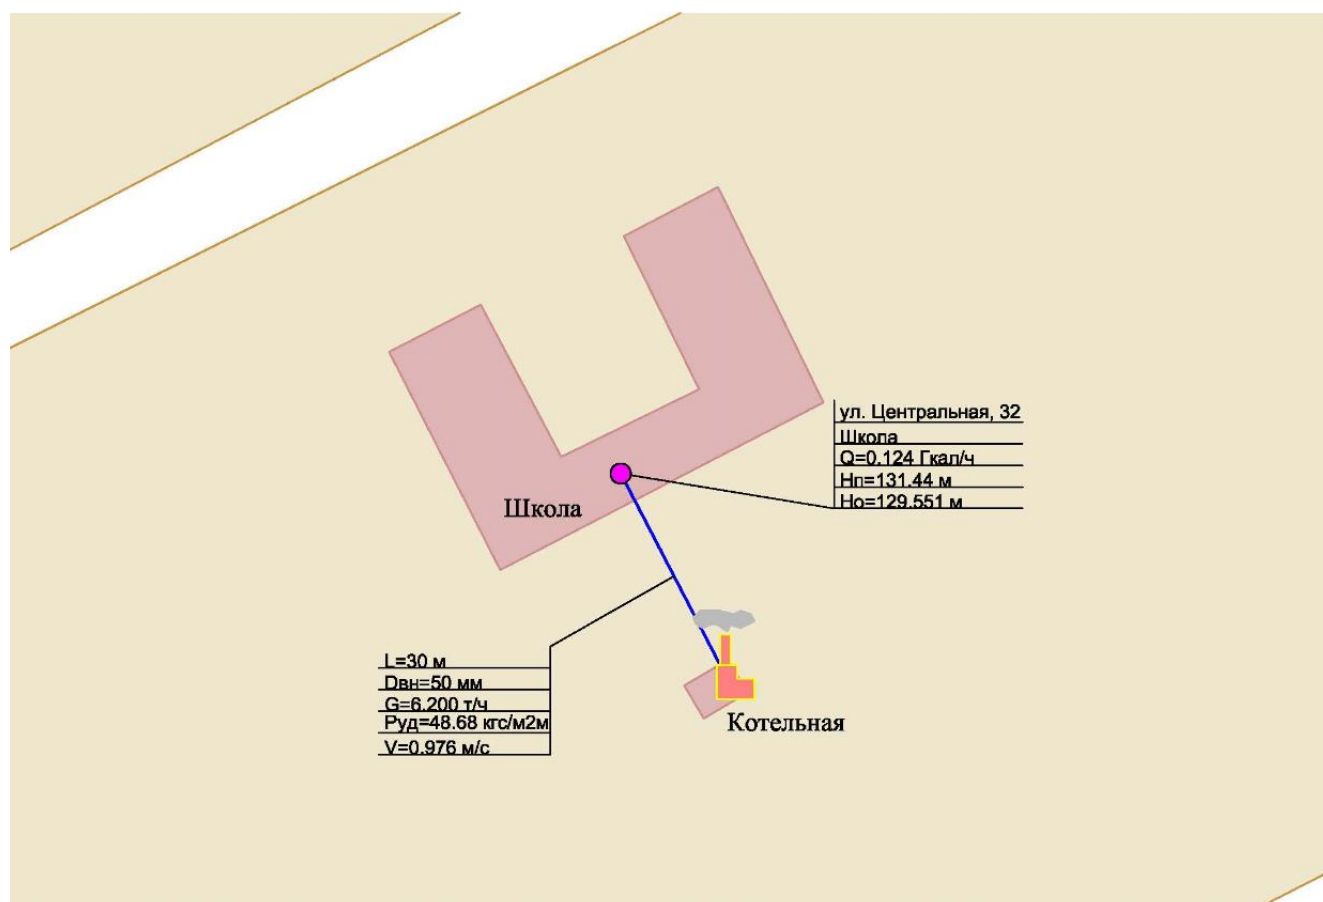 ул. Центральная, 32
Школа
Q=0.124 Гкал/ч
Нп=131.44 м
Но=129.551 м
Школа
L=30 м
Dвн=50 мм
G=6.200 т/ч
Руд=48.68 кгс/м2м
V=0.976 м/с
Котельная